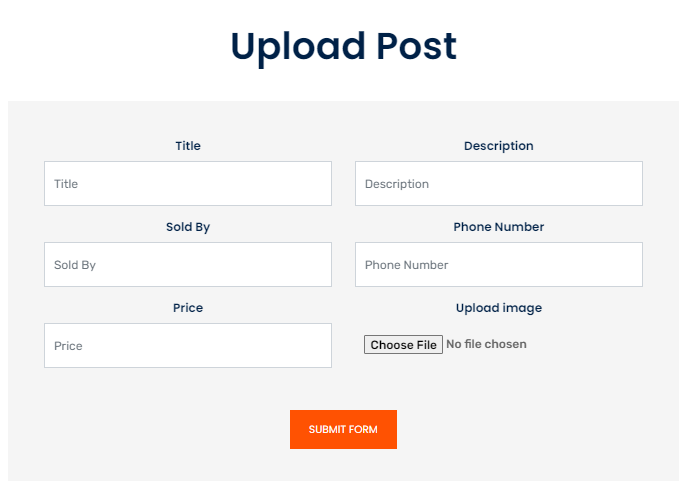 Upload Post
Title
Description
Title
Description
Sold By
Phone Number
Sold By
Phone Number
Price
Upload image
Price
Choose File No file chosen
SUBMIT FORM